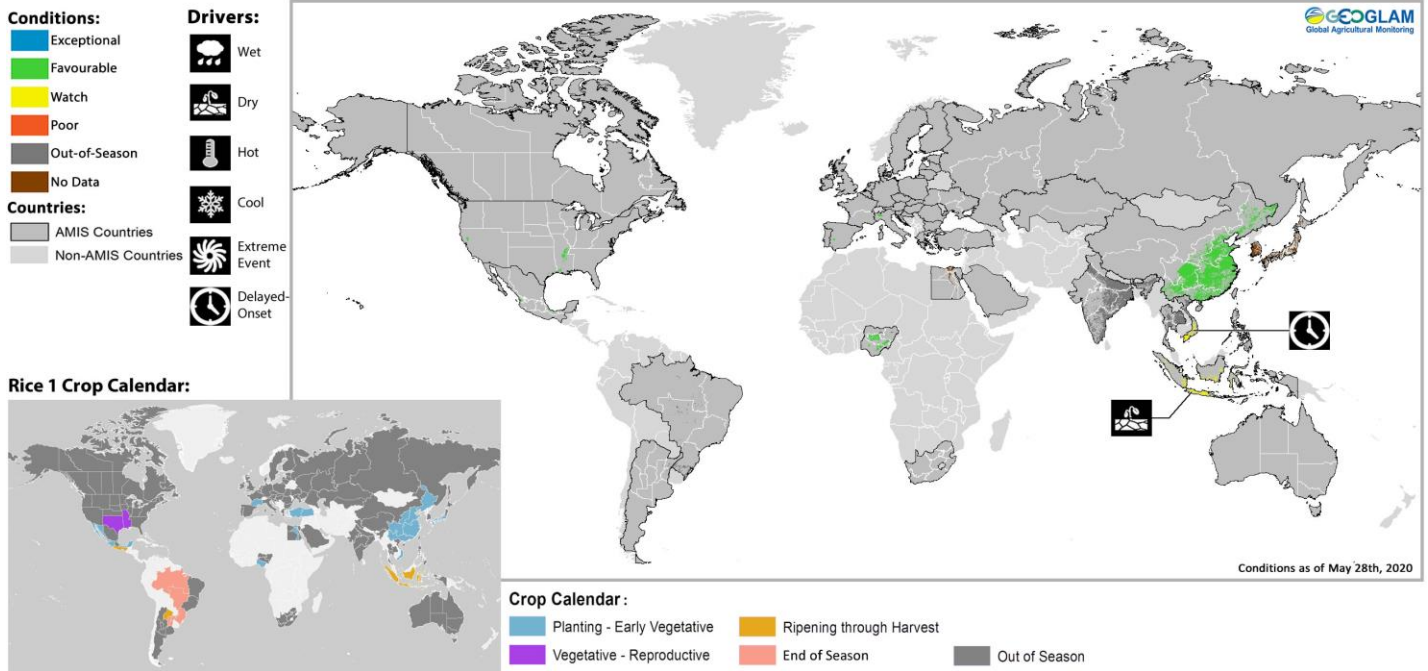 Conditions:
Exceptional
Favourable
Watch
Poor
Out-of-Season
No Data
Countries:
AMIS Countries
Non-AMIS Countries
Drivers:
Wet
Dry
Hot
Cool
Extreme
Event
Delayed-
Onset
GEOGLAM
Global Agricultural Monitoring
Conditions as of May 28th, 2020
Rice 1 Crop Calendar:
Crop Calendar :
Planting - Early Vegetative
Ripening through Harvest
Vegetative - Reproductive
End of Season
Out of Season